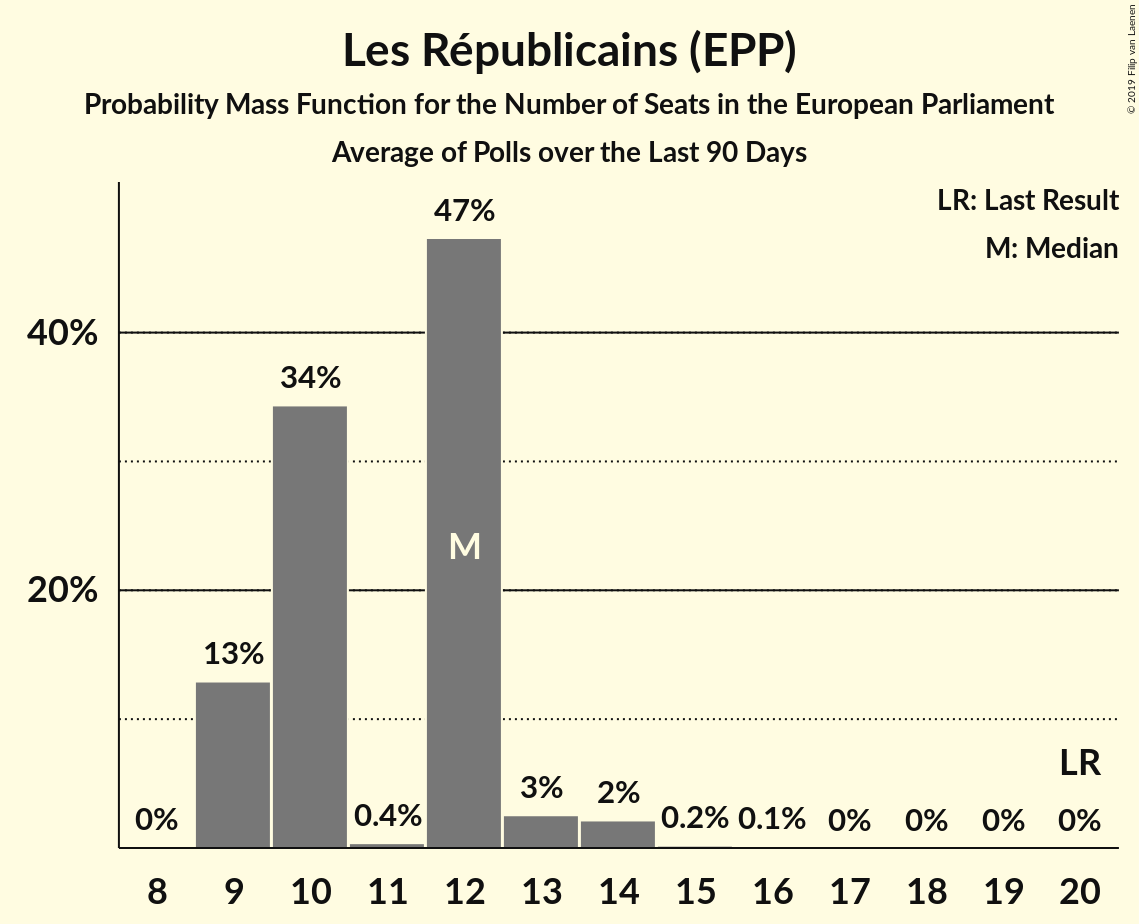 Les Républicains (EPP)
Probability Mass Function for the Number of Seats in the European Parliament
Average of Polls over the Last 90 Days
© 2019 Filip van Laenen
LR: Last Result
M: Median
40%
20%
0%
13%
34%
0.4%
47%
M
3%
2%
0.2%
0.1%
0%
0%
0%
0%
LR
8 9 10 11 12 13 14 15 16 17 18 19 20